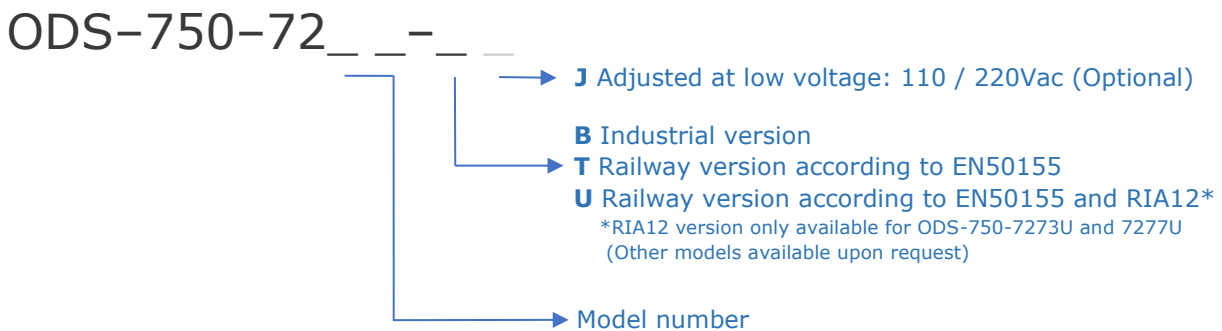 ODS–750–72_ _–_ _
J Adjusted at low voltage: 110 / 220Vac (Optional)
B Industrial version
T Railway version according to EN50155
U Railway version according to EN50155 and RIA12*
*RIA12 version only available for ODS-750-7273U and 7277U
(Other models available upon request)
Model number